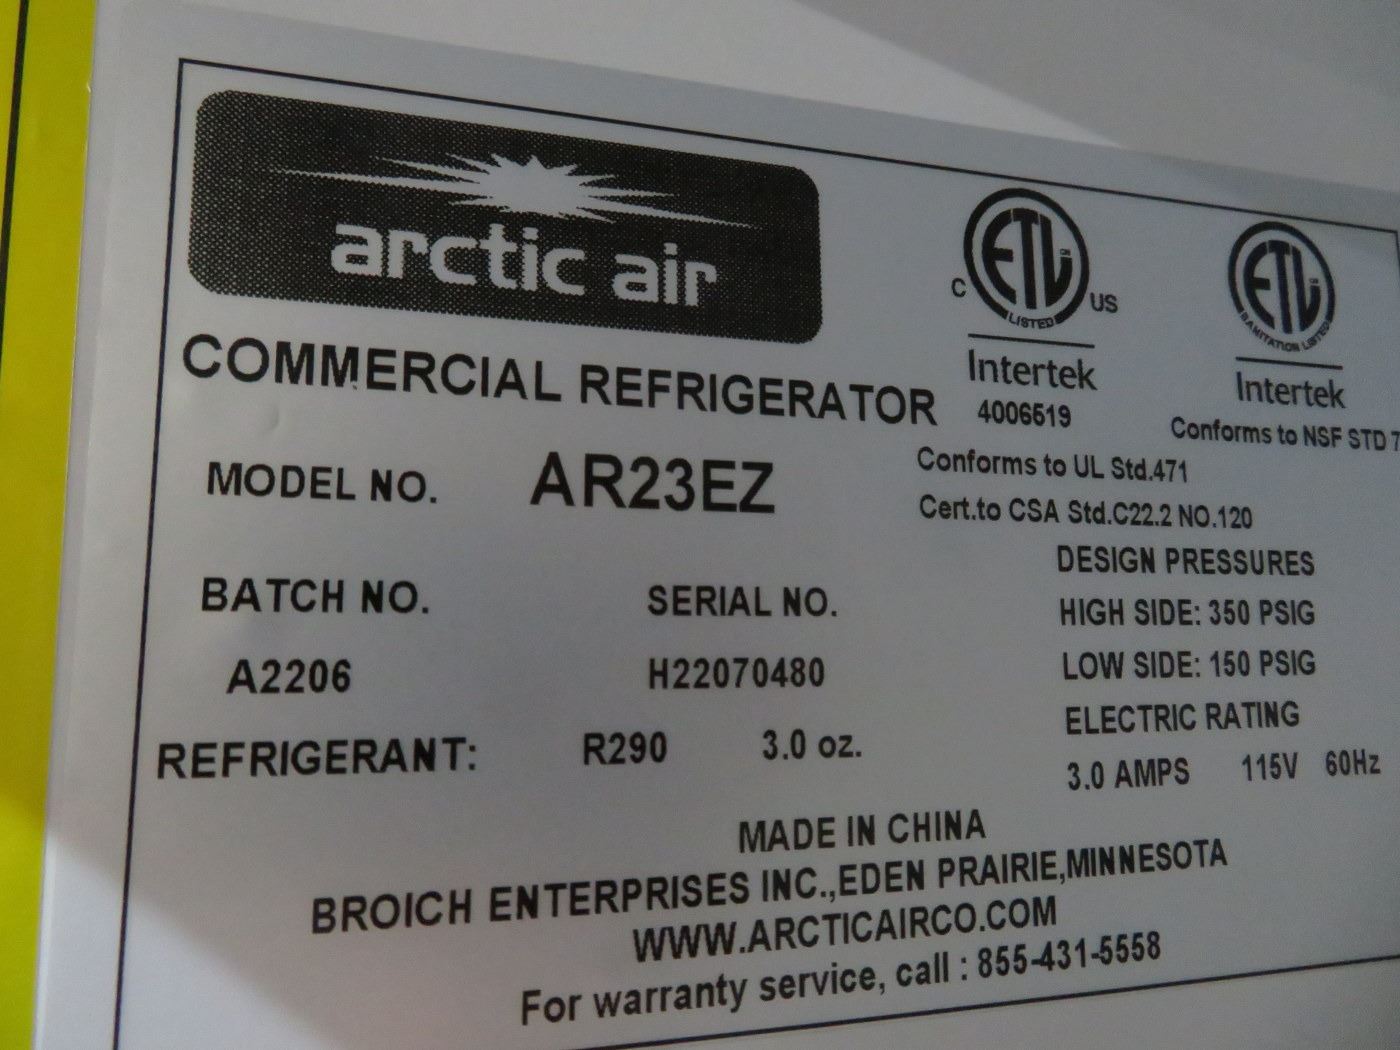 arctic air
COMMERCIAL REFRIGERATOR
MODEL NO. AR23EZ
BATCH NO. SERIAL NO.
A2206 H22070480
REFRIGERANT: R290 3.0 oz.
C ETL US
LISTED
Intertek
4006519
Conforms to UL Std.471
Cert.to CSA Std.C22.2 NO.120
ETL
SANITATION LISTED
Intertek
Conforms to NSF STD 7
DESIGN PRESSURES
HIGH SIDE: 350 PSIG
LOW SIDE: 150 PSIG
ELECTRIC RATING
3.0 AMPS 115V 60Hz
MADE IN CHINA
BROICH ENTERPRISES INC.,EDEN PRAIRIE,MINNESOTA
WWW.ARCTICAIRCO.COM
For warranty service, call : 855-431-5558